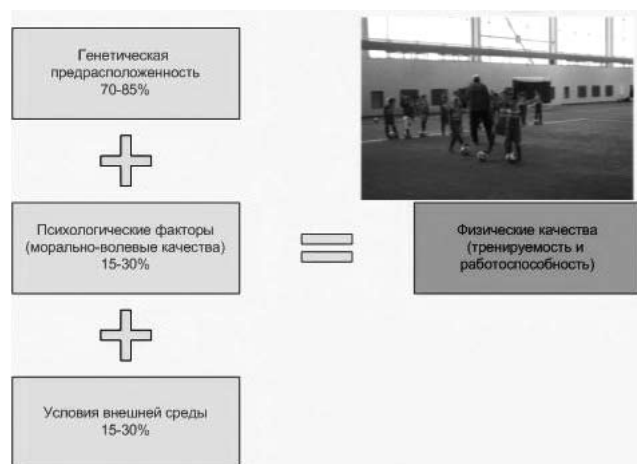 Генетическая
предрасположенность
70-85%
Психологические факторы
(морально-волевые качества)
15-30%
Физические качества
(тренируемость и
работоспособность)
Условия внешней среды
15-30%